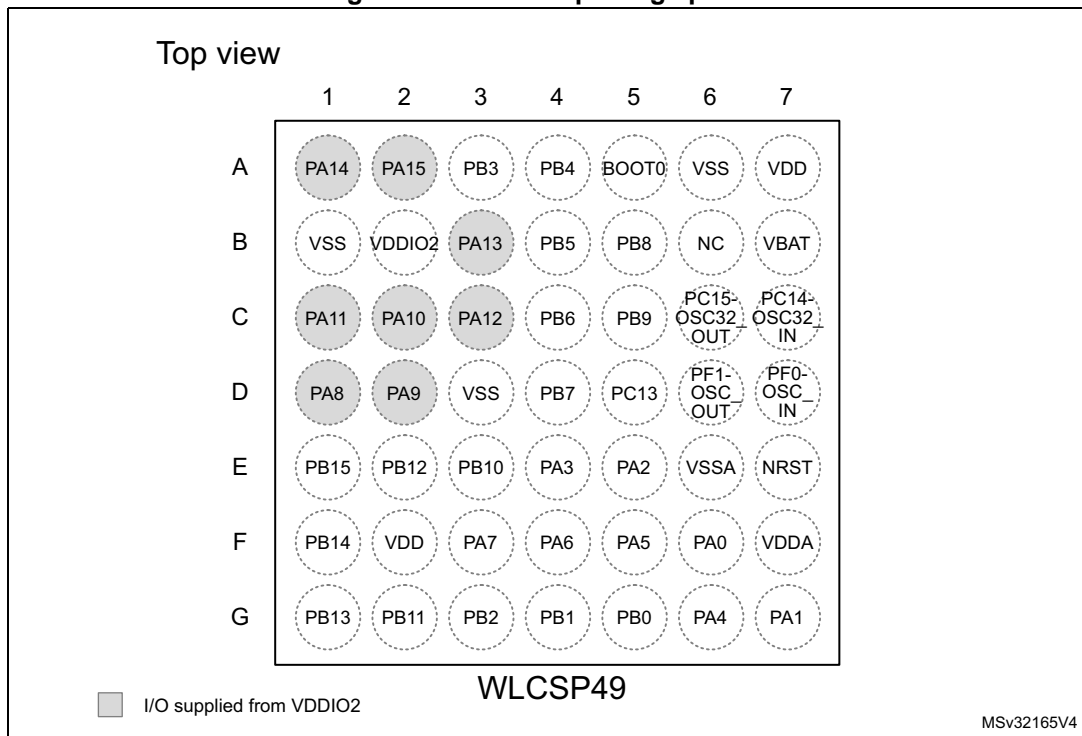 Top view
1 2 3 4 5 6 7
A PA14 PA15 PB3 PB4 BOOT0 VSS VDD
B VSS VDDIO2 PA13 PB5 PB8 NC VBAT
C PA11 PA10 PA12 PB6 PB9 PC15-OSC32_OUT PC14-OSC32_IN
D PA8 PA9 VSS PB7 PC13 PF1-OSC_OUT PF0-OSC_IN
E PB15 PB12 PB10 PA3 PA2 VSSA NRST
F PB14 VDD PA7 PA6 PA5 PA0 VDDA
G PB13 PB11 PB2 PB1 PB0 PA4 PA1
WLCSP49
I/O supplied from VDDIO2
MSv32165V4